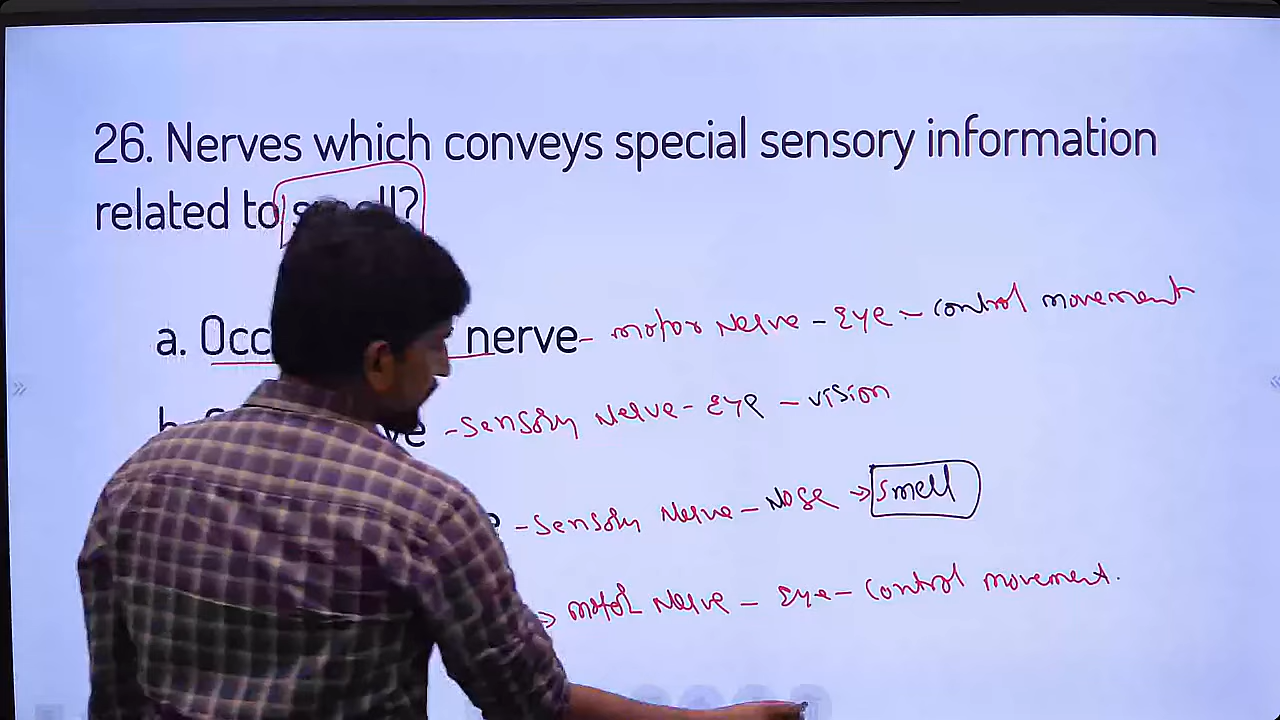 26. Nerves which conveys special sensory information
related to smell?
a. Occ nerve - motor Nerve - Eye - control movement
- Sensory Nerve - Eye - vision
- Sensory Nerve - Nose → Smell
→ motor Nerve - Eye - control movement.